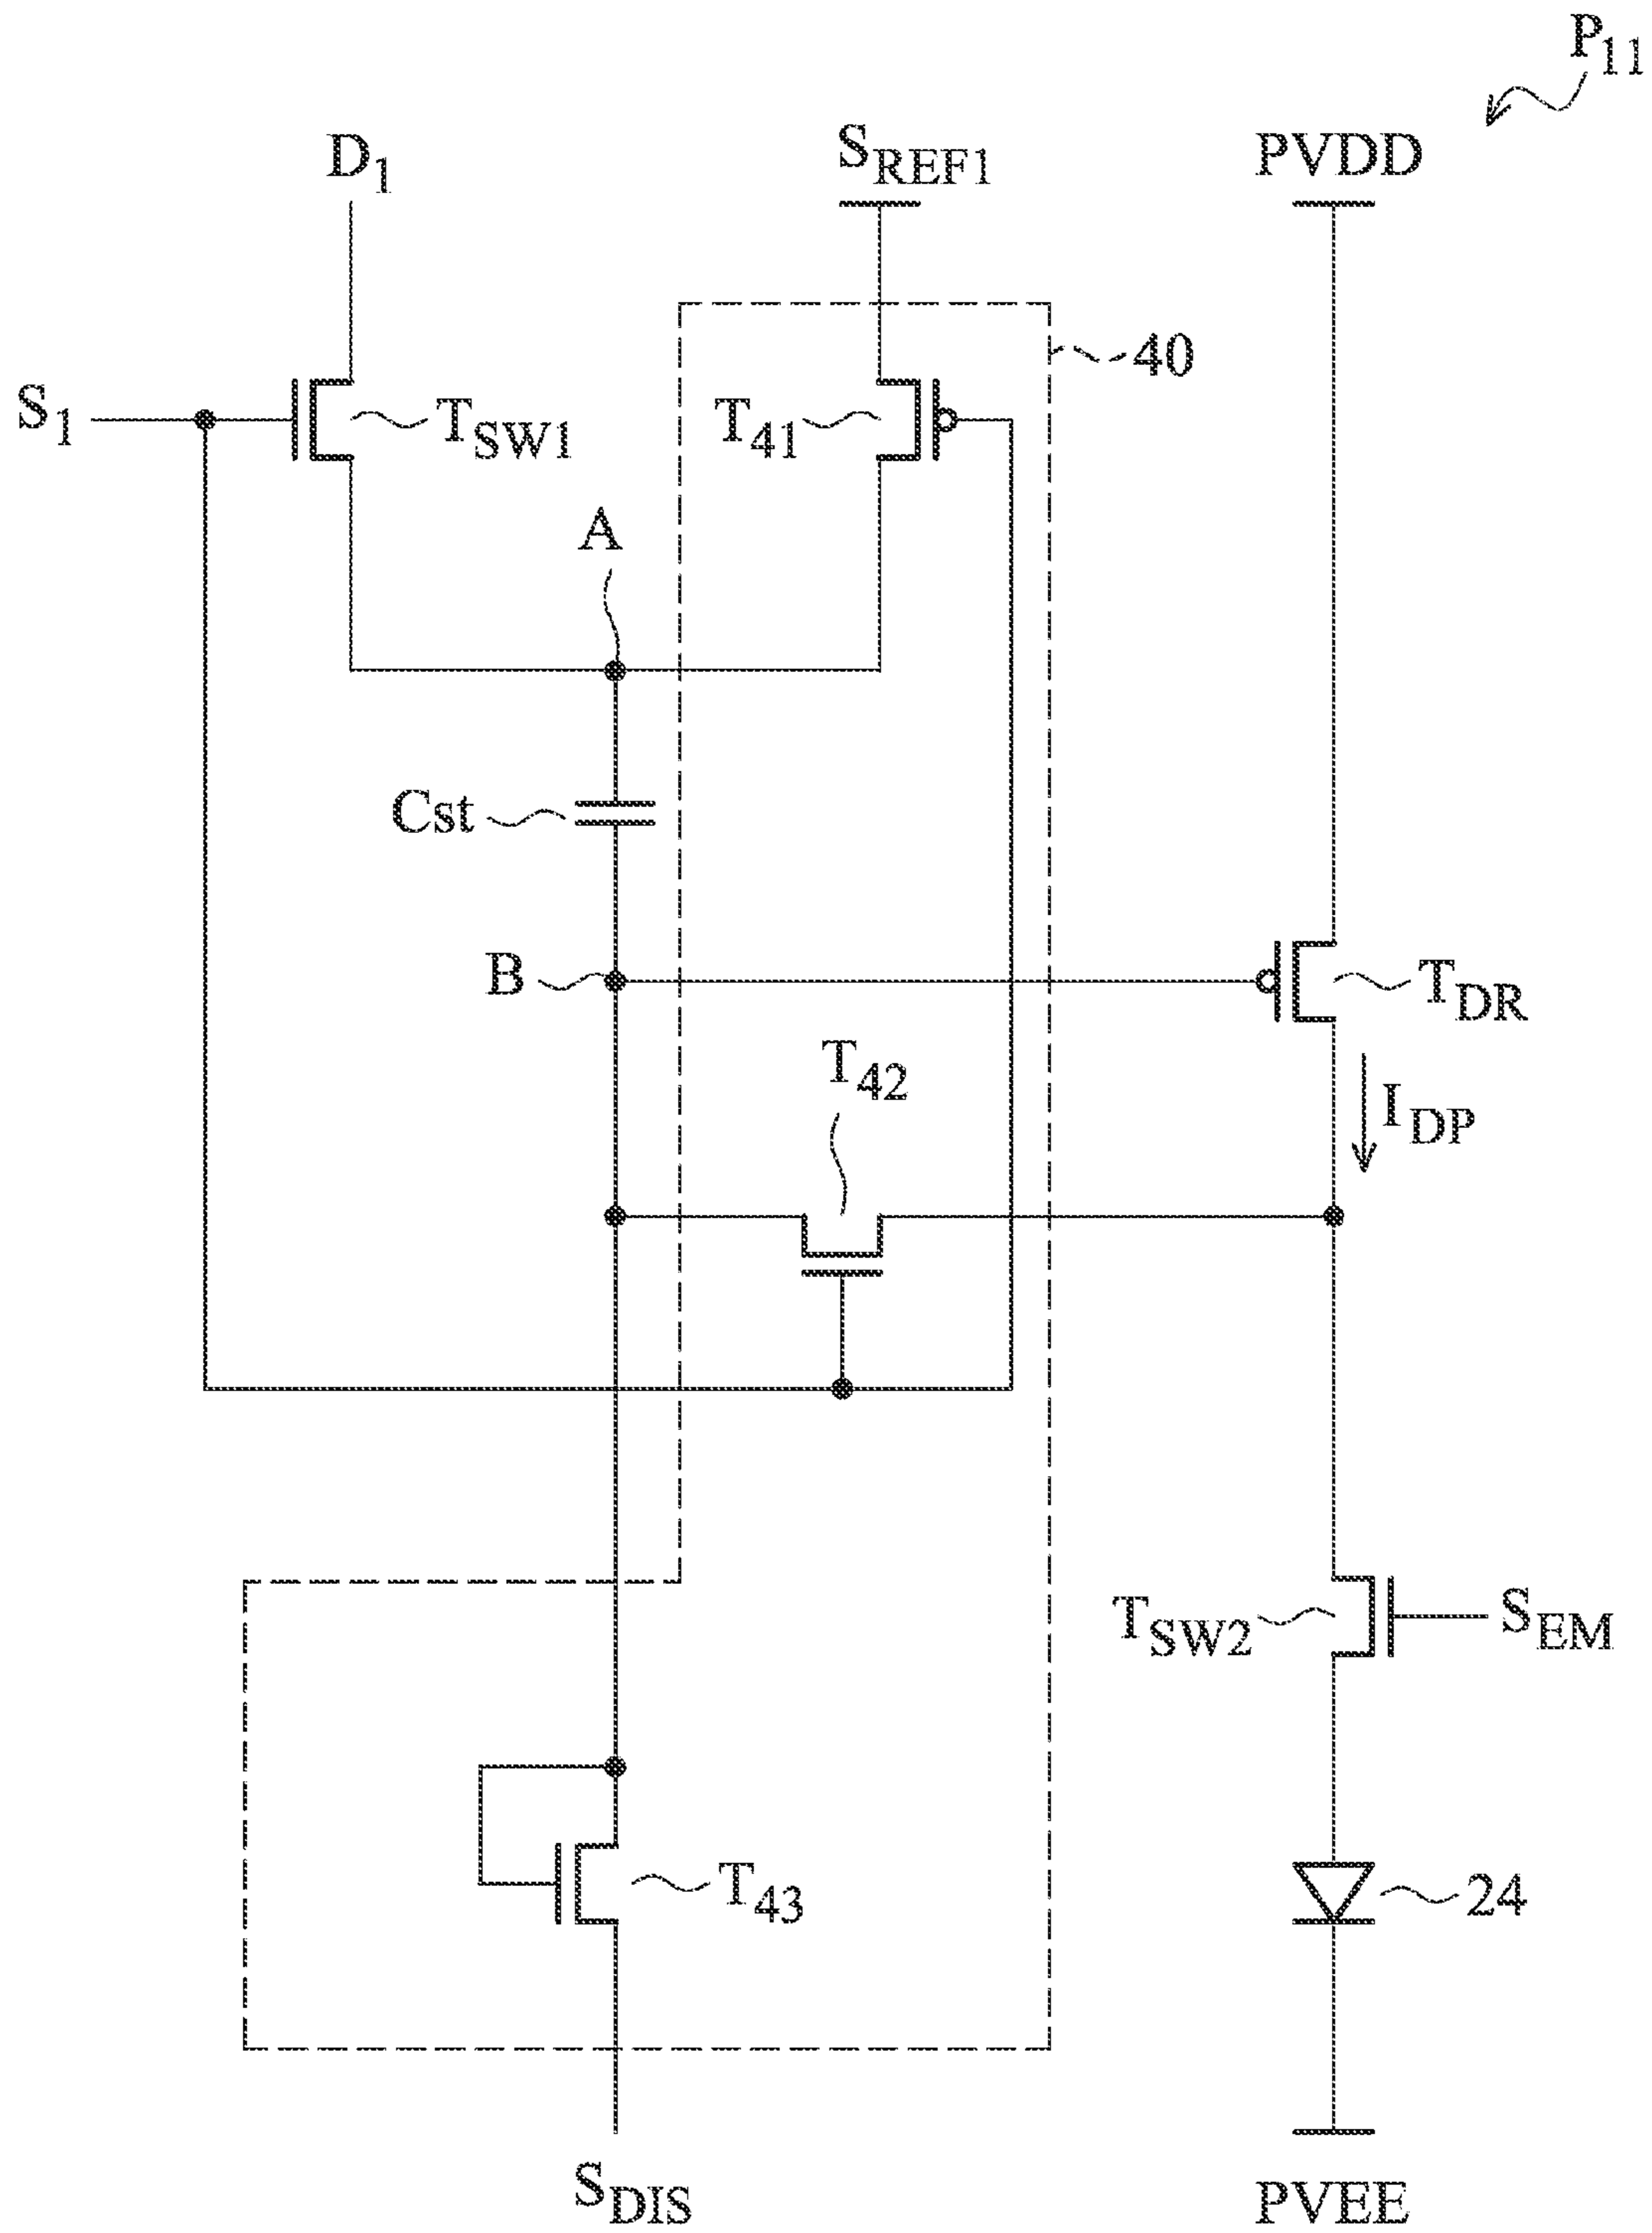 P11
D1
SREF1
PVDD
40
S1
TSW1
T41
A
Cst
B
TDR
T42
IDP
TSW2
SEM
T43
24
SDIS
PVEE